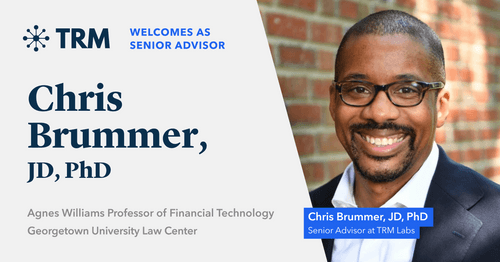 TRM
WELCOMES AS
SENIOR ADVISOR
Chris
Brummer,
JD, PhD
Agnes Williams Professor of Financial Technology
Georgetown University Law Center
Chris Brummer, JD, PhD
Senior Advisor at TRM Labs